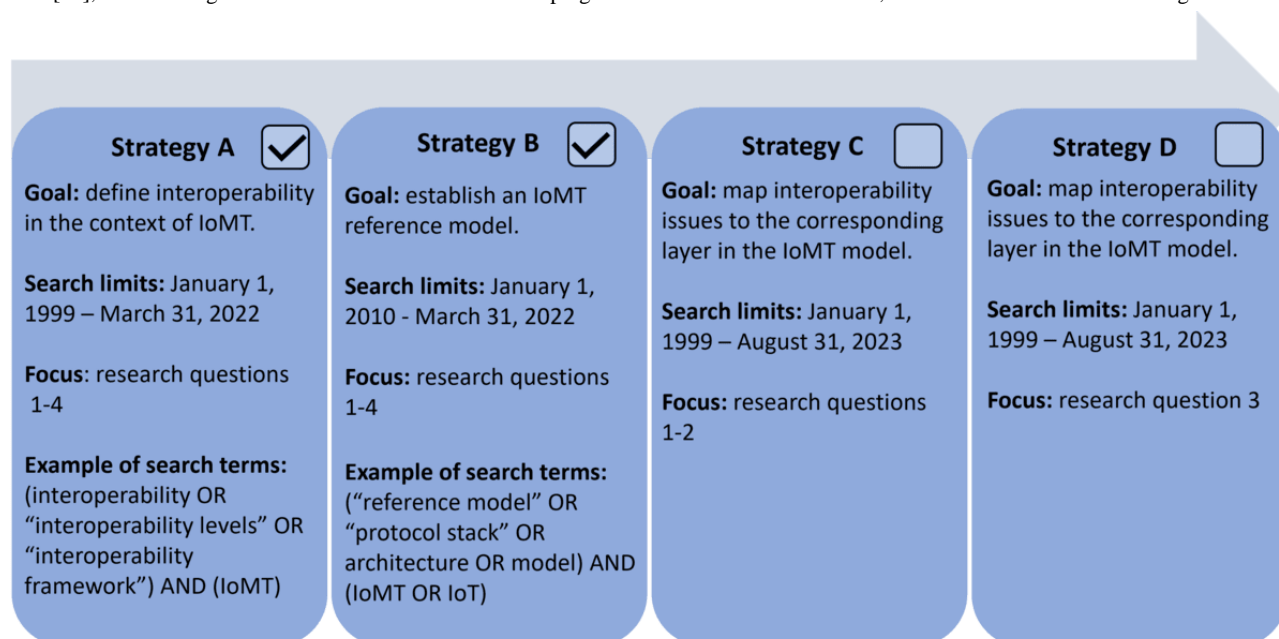 Strategy A
Goal: define interoperability
in the context of IoMT.
Search limits: January 1,
1999 – March 31, 2022
Focus: research questions
1-4
Example of search terms:
(interoperability OR
“interoperability levels” OR
“interoperability
framework”) AND (IoMT)
Strategy B
Goal: establish an IoMT
reference model.
Search limits: January 1,
2010 - March 31, 2022
Focus: research questions
1-4
Example of search terms:
(“reference model” OR
“protocol stack” OR
architecture OR model) AND
(IoMT OR IoT)
Strategy C
Goal: map interoperability
issues to the corresponding
layer in the IoMT model.
Search limits: January 1,
1999 – August 31, 2023
Focus: research questions
1-2
Strategy D
Goal: map interoperability
issues to the corresponding
layer in the IoMT model.
Search limits: January 1,
1999 – August 31, 2023
Focus: research question 3